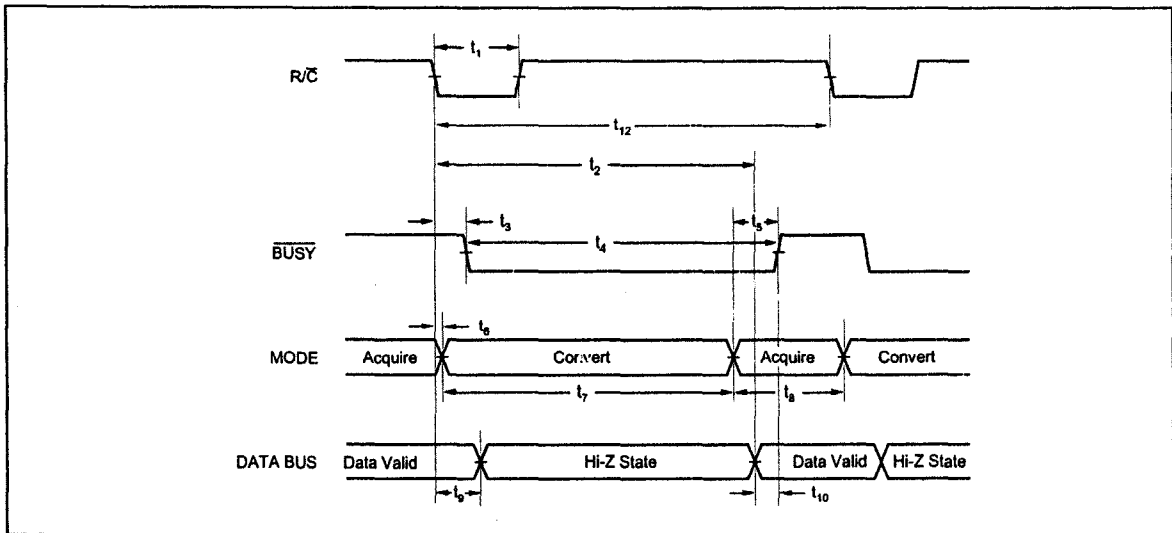 t1
R/C̅
t12
t2
t3
t5
B̅U̅S̅Y̅
t4
t6
MODE
Acquire
Convert
Acquire
Convert
t7
t8
DATA BUS
Data Valid
Hi-Z State
Data Valid
Hi-Z State
t9
t10